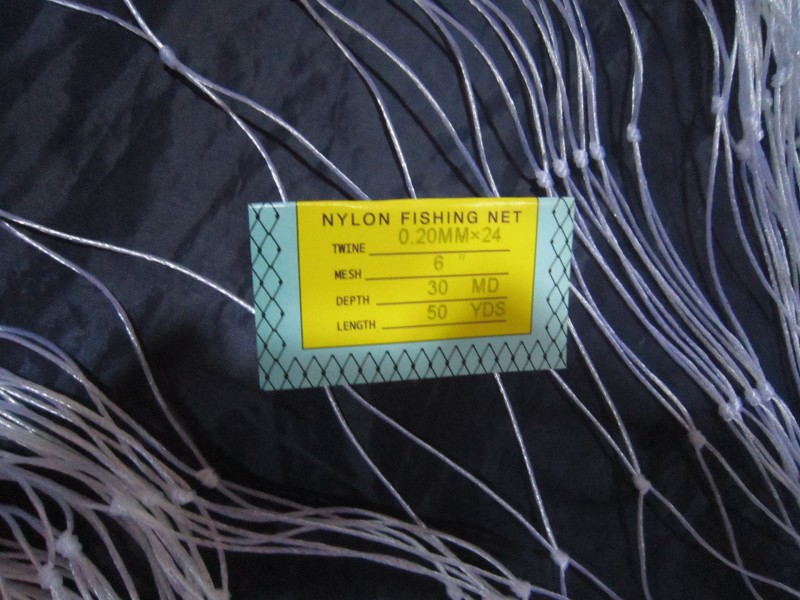 NYLON FISHING NET
TWINE 0.20MM×24
MESH 6 "
DEPTH 30 MD
LENGTH 50 YDS